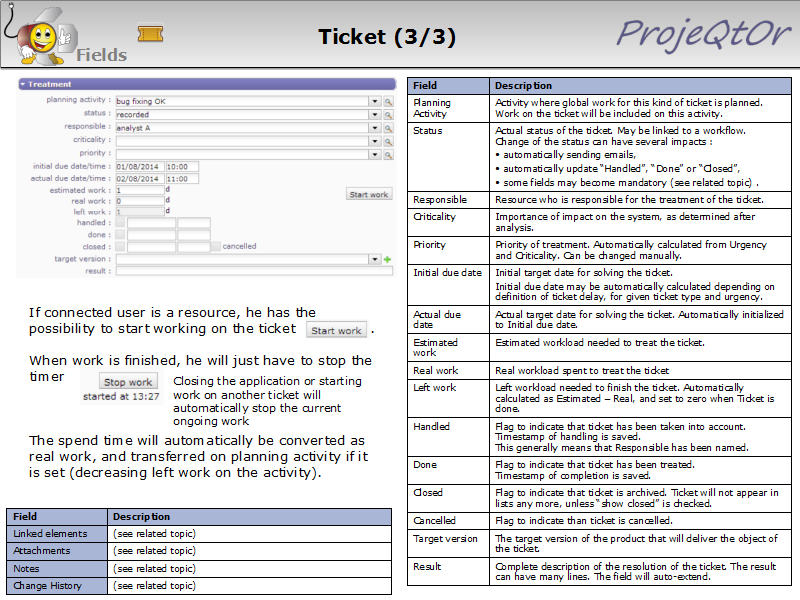 Fields
Ticket (3/3)
ProjeQtOr
Treatment
planning activity : bug fixing OK
status : recorded
responsible : analyst A
criticality :
priority :
initial due date/time : 01/08/2014 10:00
actual due date/time : 02/08/2014 11:00
estimated work : 1 d
real work : 0 d
left work : 1 d
Start work
handled :
done :
closed : cancelled
target version :
result :
If connected user is a resource, he has the
possibility to start working on the ticket Start work .
When work is finished, he will just have to stop the
timer Stop work
started at 13:27
Closing the application or starting
work on another ticket will
automatically stop the current
ongoing work
The spend time will automatically be converted as
real work, and transferred on planning activity if it
is set (decreasing left work on the activity).
Field Description
Linked elements (see related topic)
Attachments (see related topic)
Notes (see related topic)
Change History (see related topic)
Field Description
Planning Activity where global work for this kind of ticket is planned.
Activity Work on the ticket will be included on this activity.
Status Actual status of the ticket. May be linked to a workflow.
Change of the status can have several impacts :
• automatically sending emails,
• automatically update “Handled”, “Done” or “Closed”,
• some fields may become mandatory (see related topic) .
Responsible Resource who is responsible for the treatment of the ticket.
Criticality Importance of impact on the system, as determined after
analysis.
Priority Priority of treatment. Automatically calculated from Urgency
and Criticality. Can be changed manually.
Initial due date Initial target date for solving the ticket.
Initial due date may be automatically calculated depending on
definition of ticket delay, for given ticket type and urgency.
Actual due Actual target date for solving the ticket. Automatically initialized
date to Initial due date.
Estimated Estimated workload needed to treat the ticket.
work
Real work Real workload spent to treat the ticket
Left work Left workload needed to finish the ticket. Automatically
calculated as Estimated – Real, and set to zero when Ticket is
done.
Handled Flag to indicate that ticket has been taken into account.
Timestamp of handling is saved.
This generally means that Responsible has been named.
Done Flag to indicate that ticket has been treated.
Timestamp of completion is saved.
Closed Flag to indicate that ticket is archived. Ticket will not appear in
lists any more, unless “show closed” is checked.
Cancelled Flag to indicate than ticket is cancelled.
Target version The target version of the product that will deliver the object of
the ticket.
Result Complete description of the resolution of the ticket. The result
can have many lines. The field will auto-extend.